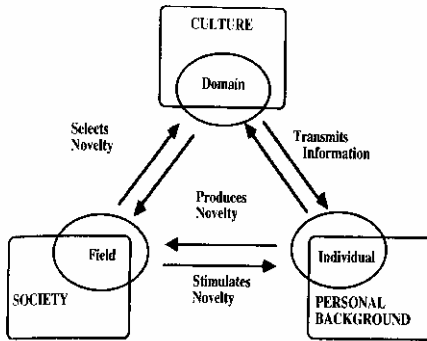 CULTURE
Domain
Selects
Novelty
Transmits
Information
Produces
Novelty
Field
Individual
Stimulates
Novelty
SOCIETY
PERSONAL
BACKGROUND